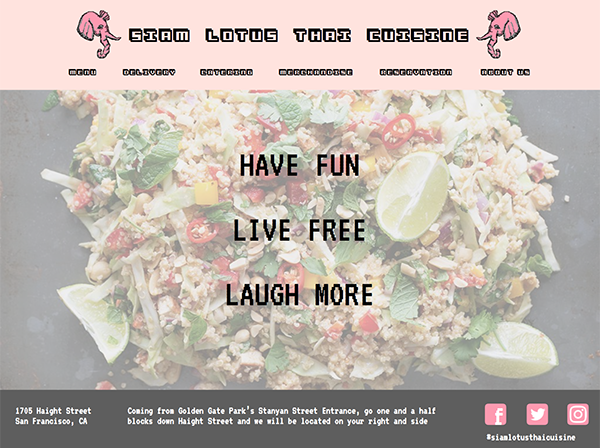 SIAM LOTUS THAI CUISINE
MENU DELIVERY CATERING MERCHANDISE RESERVATION ABOUT US
HAVE FUN
LIVE FREE
LAUGH MORE
1705 Haight Street
San Francisco, CA
Coming from Golden Gate Park's Stanyan Street Entrance, go one and a half
blocks down Haight Street and we will be located on your right and side
@siamlotusthaicuisine